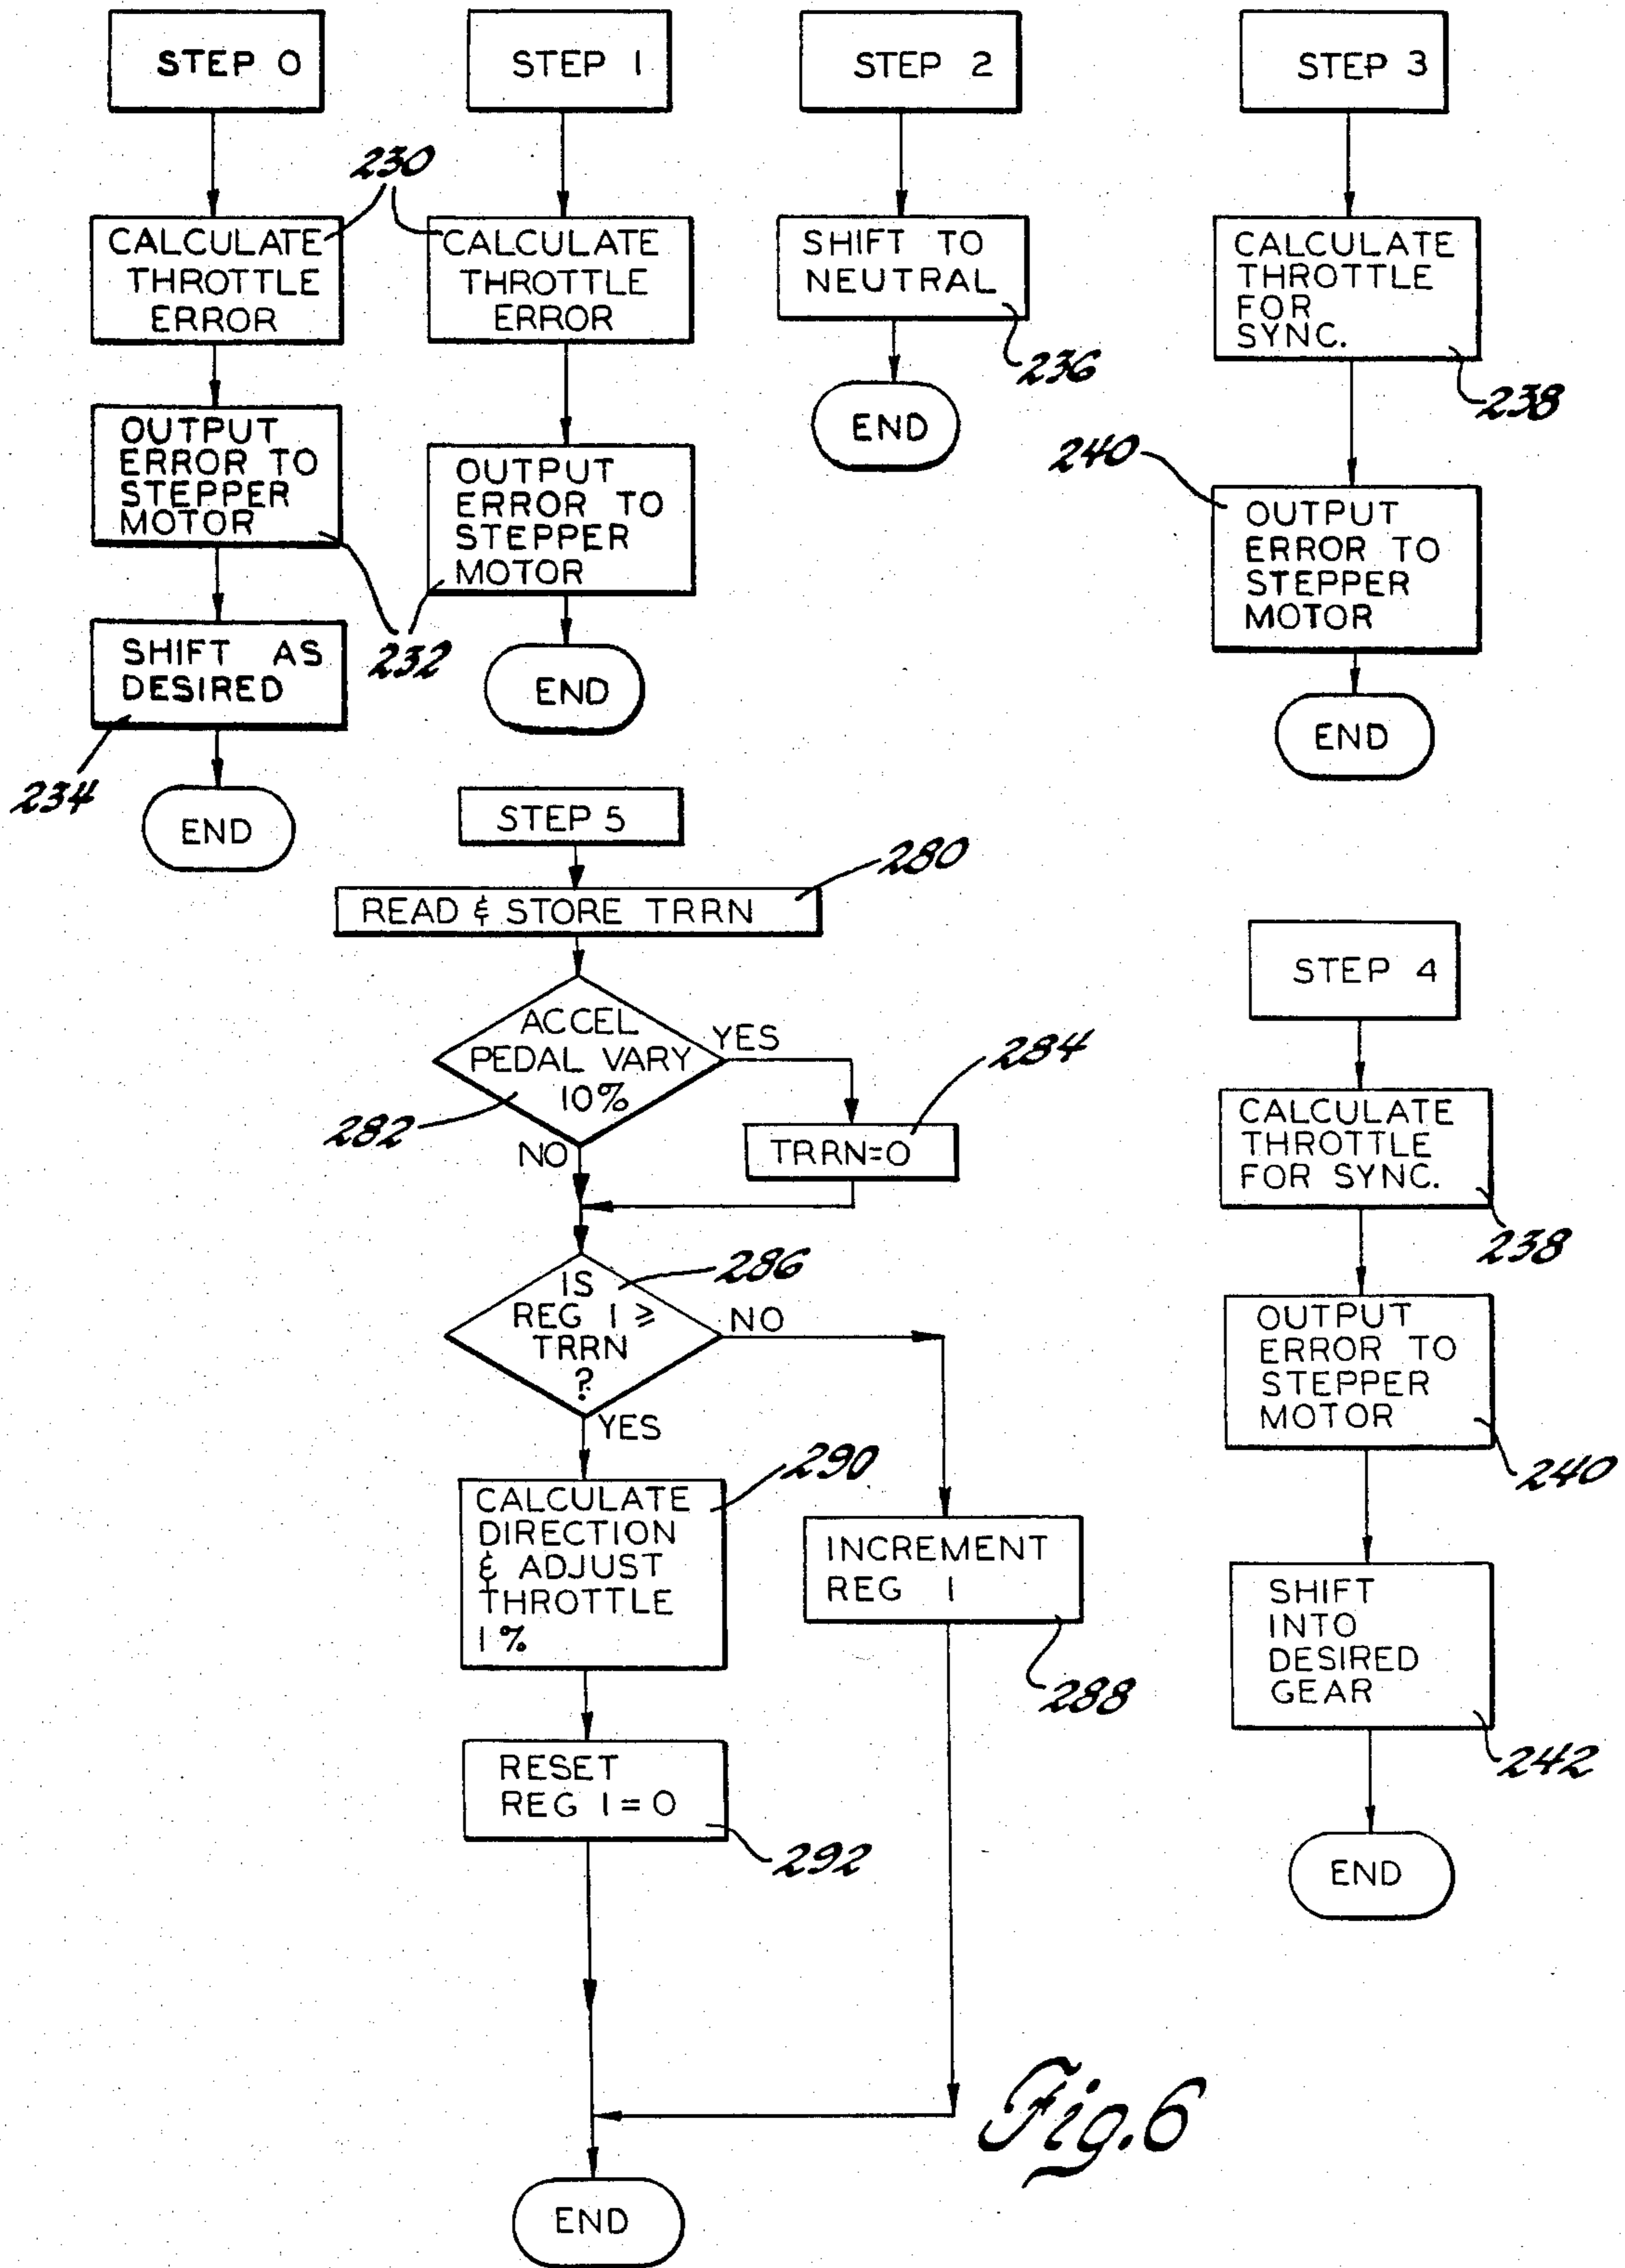 STEP 0
230
CALCULATE
THROTTLE
ERROR
OUTPUT
ERROR TO
STEPPER
MOTOR
232
SHIFT AS
DESIRED
234
END
STEP 1
CALCULATE
THROTTLE
ERROR
OUTPUT
ERROR TO
STEPPER
MOTOR
END
STEP 2
SHIFT TO
NEUTRAL
236
END
STEP 3
CALCULATE
THROTTLE
FOR
SYNC.
238
240
OUTPUT
ERROR TO
STEPPER
MOTOR
END
STEP 5
280
READ & STORE TRRN
ACCEL
PEDAL VARY
10%
282
YES
284
NO
TRRN=0
286
IS
REG 1 ≥
TRRN
?
NO
YES
290
CALCULATE
DIRECTION
& ADJUST
THROTTLE
1%
INCREMENT
REG 1
288
RESET
REG 1=0
292
END
STEP 4
CALCULATE
THROTTLE
FOR SYNC.
238
OUTPUT
ERROR TO
STEPPER
MOTOR
240
SHIFT
INTO
DESIRED
GEAR
242
END
Fig.6